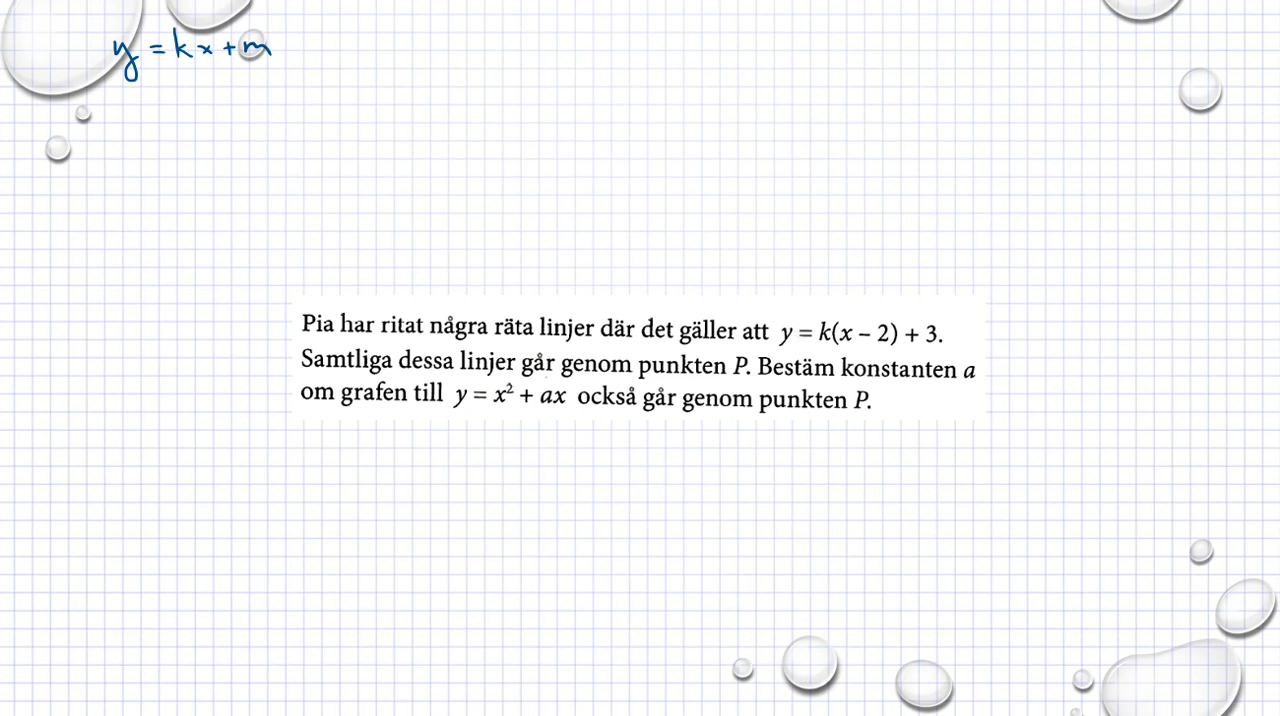 y = kx + m
Pia har ritat några räta linjer där det gäller att y = k(x – 2) + 3.
Samtliga dessa linjer går genom punkten P. Bestäm konstanten a
om grafen till y = x² + ax också går genom punkten P.